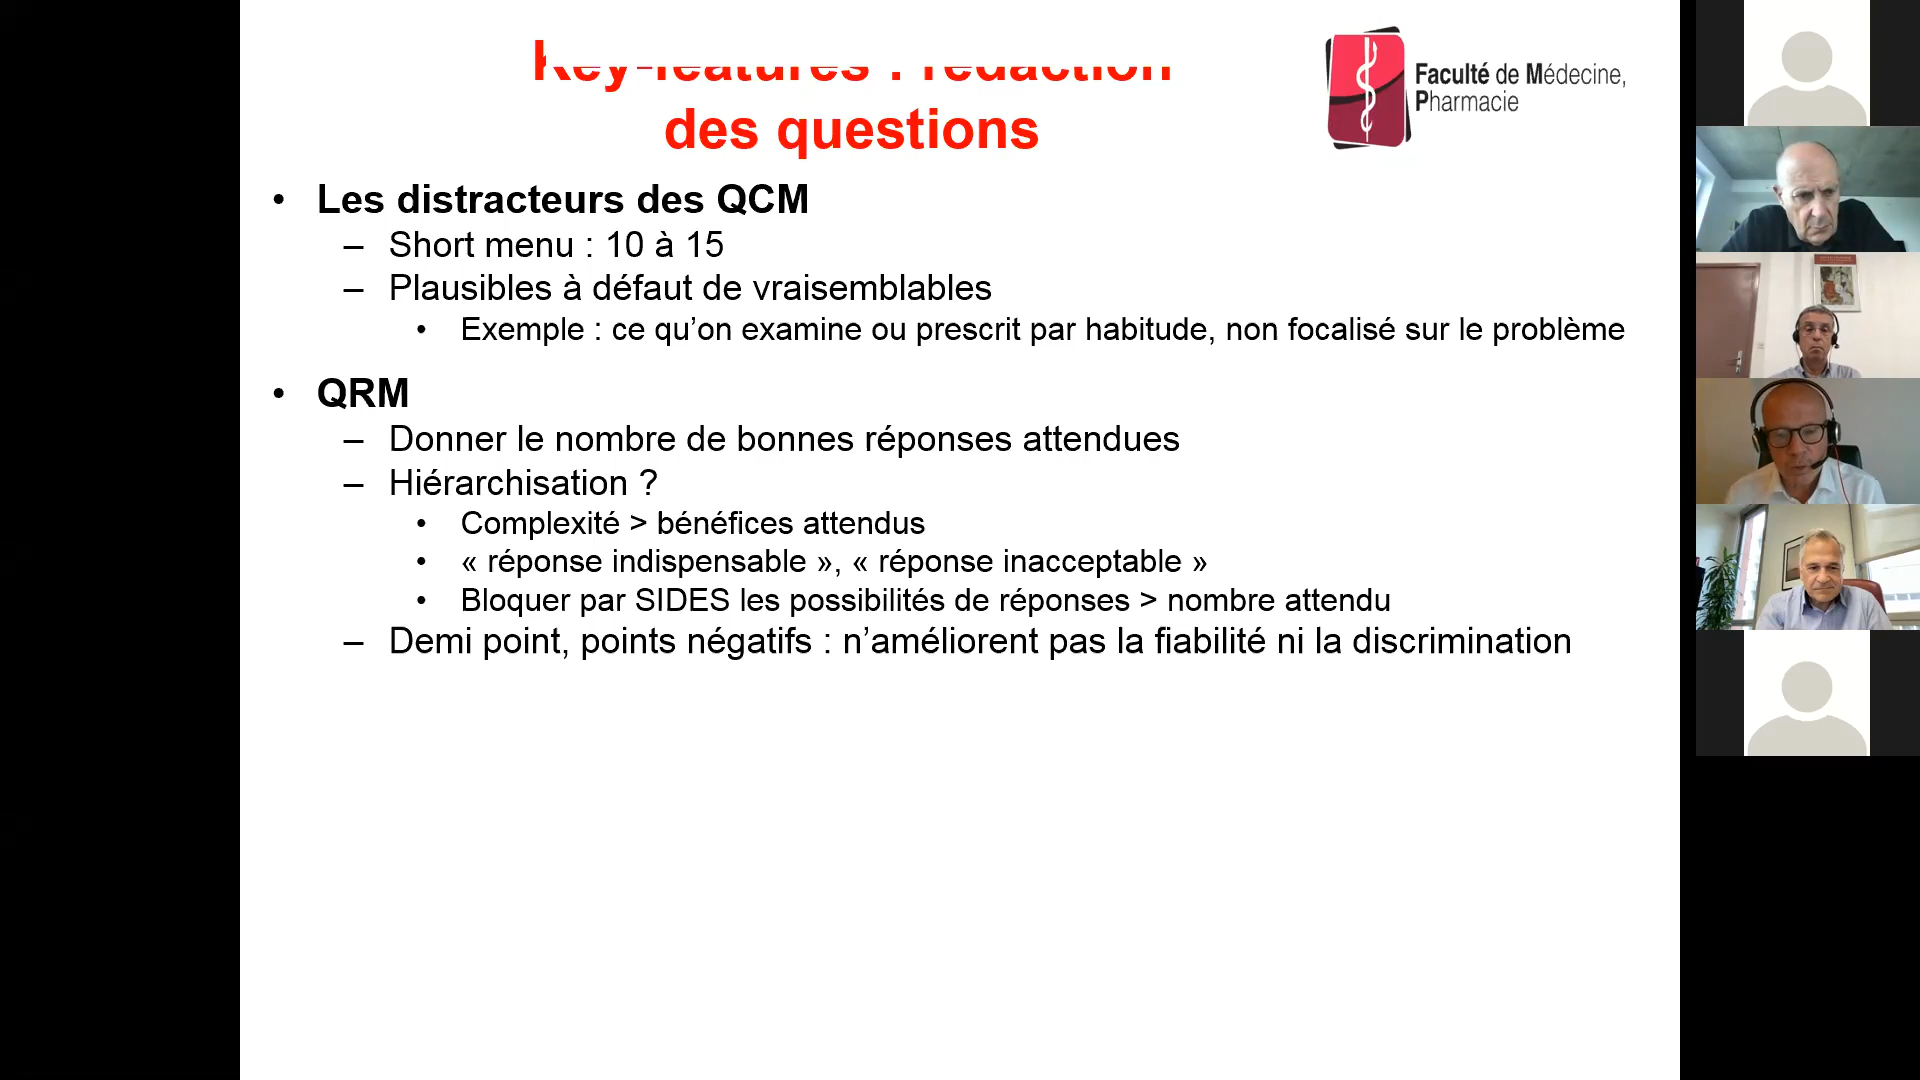 Key-features : rédaction
des questions
Faculté de Médecine,
Pharmacie
• Les distracteurs des QCM
– Short menu : 10 à 15
– Plausibles à défaut de vraisemblables
• Exemple : ce qu’on examine ou prescrit par habitude, non focalisé sur le problème
• QRM
– Donner le nombre de bonnes réponses attendues
– Hiérarchisation ?
• Complexité > bénéfices attendus
• « réponse indispensable », « réponse inacceptable »
• Bloquer par SIDES les possibilités de réponses > nombre attendu
– Demi point, points négatifs : n’améliorent pas la fiabilité ni la discrimination